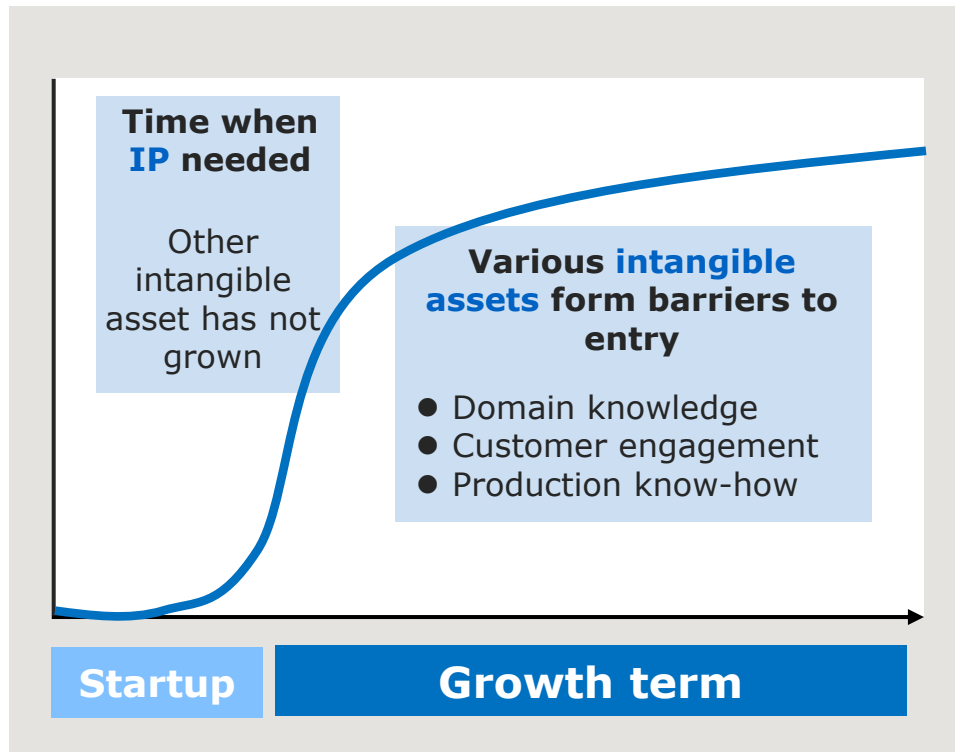 Time when
IP needed
Other
intangible
asset has not
grown
Various intangible
assets form barriers to
entry
● Domain knowledge
● Customer engagement
● Production know-how
Startup
Growth term